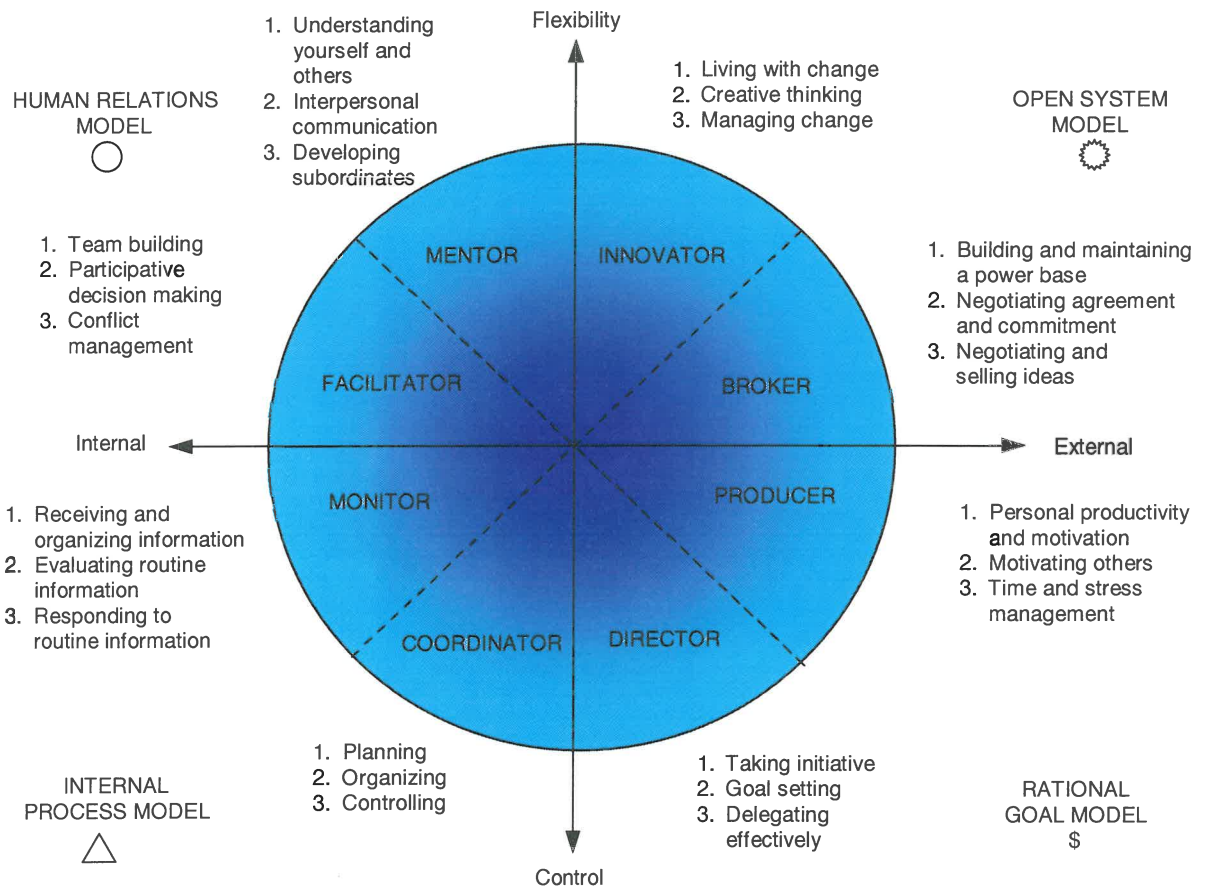 Flexibility
1. Understanding
yourself and
others
2. Interpersonal
communication
3. Developing
subordinates
1. Living with change
2. Creative thinking
3. Managing change
HUMAN RELATIONS
MODEL
OPEN SYSTEM
MODEL
1. Team building
2. Participative
decision making
3. Conflict
management
MENTOR
INNOVATOR
1. Building and maintaining
a power base
2. Negotiating agreement
and commitment
3. Negotiating and
selling ideas
FACILITATOR
BROKER
Internal
External
MONITOR
PRODUCER
1. Receiving and
organizing information
2. Evaluating routine
information
3. Responding to
routine information
1. Personal productivity
and motivation
2. Motivating others
3. Time and stress
management
COORDINATOR
DIRECTOR
1. Planning
2. Organizing
3. Controlling
1. Taking initiative
2. Goal setting
3. Delegating
effectively
INTERNAL
PROCESS MODEL
RATIONAL
GOAL MODEL
$
Control